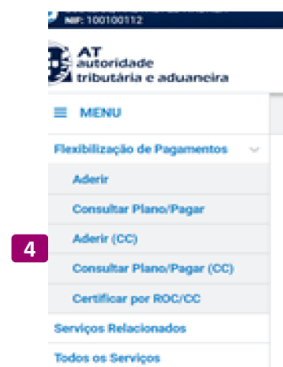 NIF: 100100112
AT
autoridade
tributária e aduaneira
MENU
Flexibilização de Pagamentos
Aderir
Consultar Plano/Pagar
4
Aderir (CC)
Consultar Plano/Pagar (CC)
Certificar por ROC/CC
Serviços Relacionados
Todos os Serviços